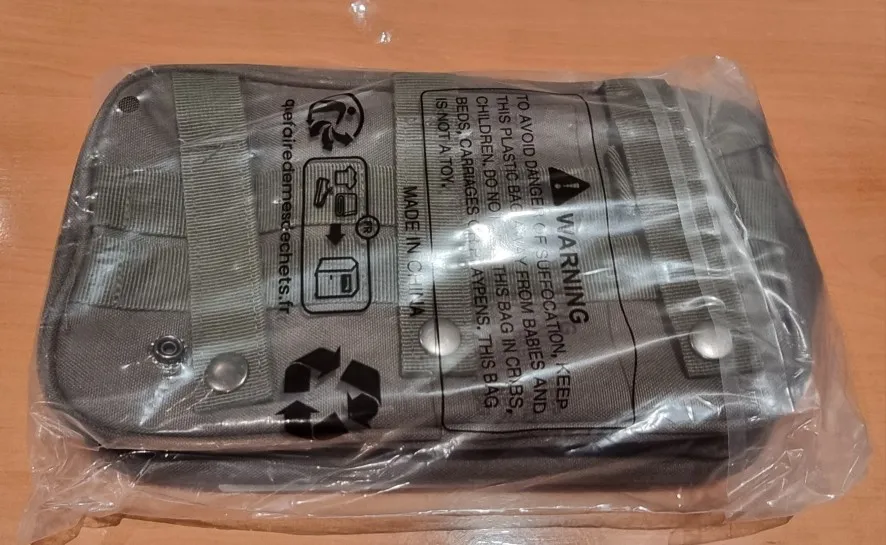 WARNING
TO AVOID DANGER OF SUFFOCATION, KEEP
THIS PLASTIC BAG AWAY FROM BABIES AND
CHILDREN. DO NOT USE THIS BAG IN CRIBS,
BEDS, CARRIAGES OR PLAYPENS. THIS BAG
IS NOT A TOY.
MADE IN CHINA
FR
quefairedemesdechets.fr